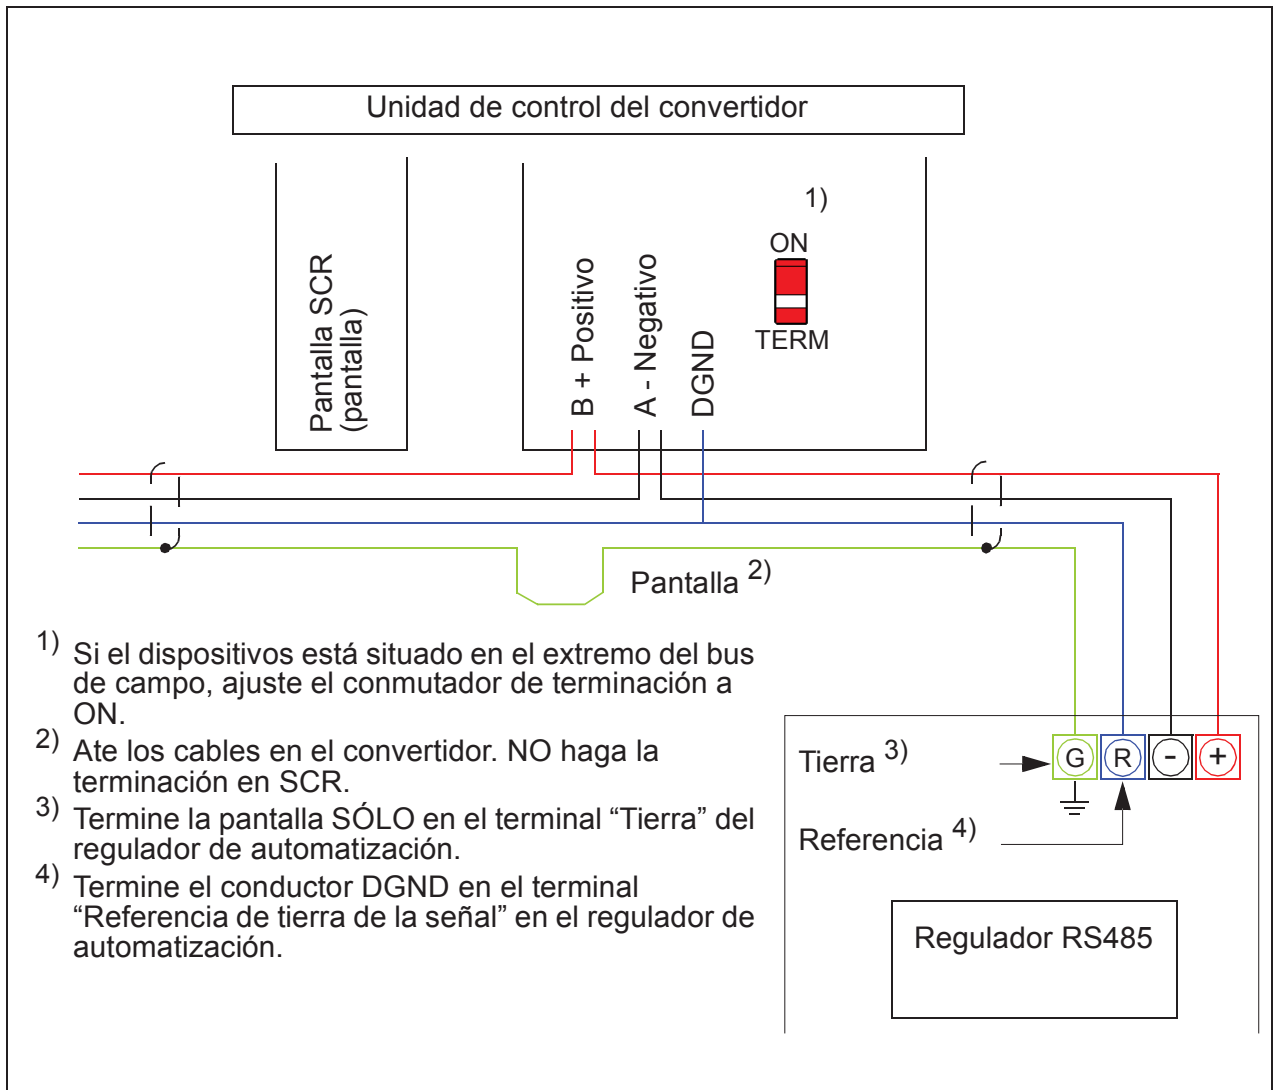 Unidad de control del convertidor
Pantalla SCR
(pantalla)
B + Positivo
A - Negativo
DGND
1)
ON
TERM
Pantalla 2)
1) Si el dispositivos está situado en el extremo del bus
de campo, ajuste el conmutador de terminación a
ON.
2) Ate los cables en el convertidor. NO haga la
terminación en SCR.
3) Termine la pantalla SÓLO en el terminal “Tierra” del
regulador de automatización.
4) Termine el conductor DGND en el terminal
“Referencia de tierra de la señal” en el regulador de
automatización.
Tierra 3)
G R - +
Referencia 4)
Regulador RS485